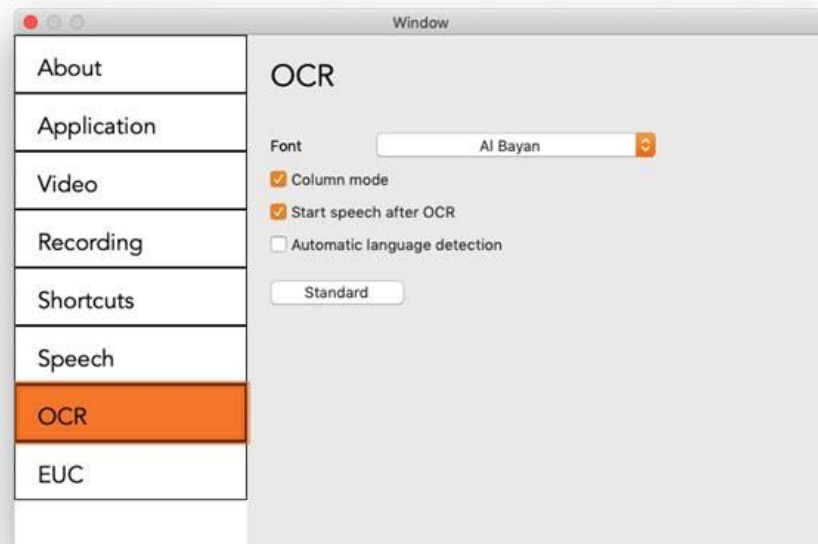 Window
About
Application
Video
Recording
Shortcuts
Speech
OCR
EUC
OCR
Font Al Bayan
Column mode
Start speech after OCR
Automatic language detection
Standard